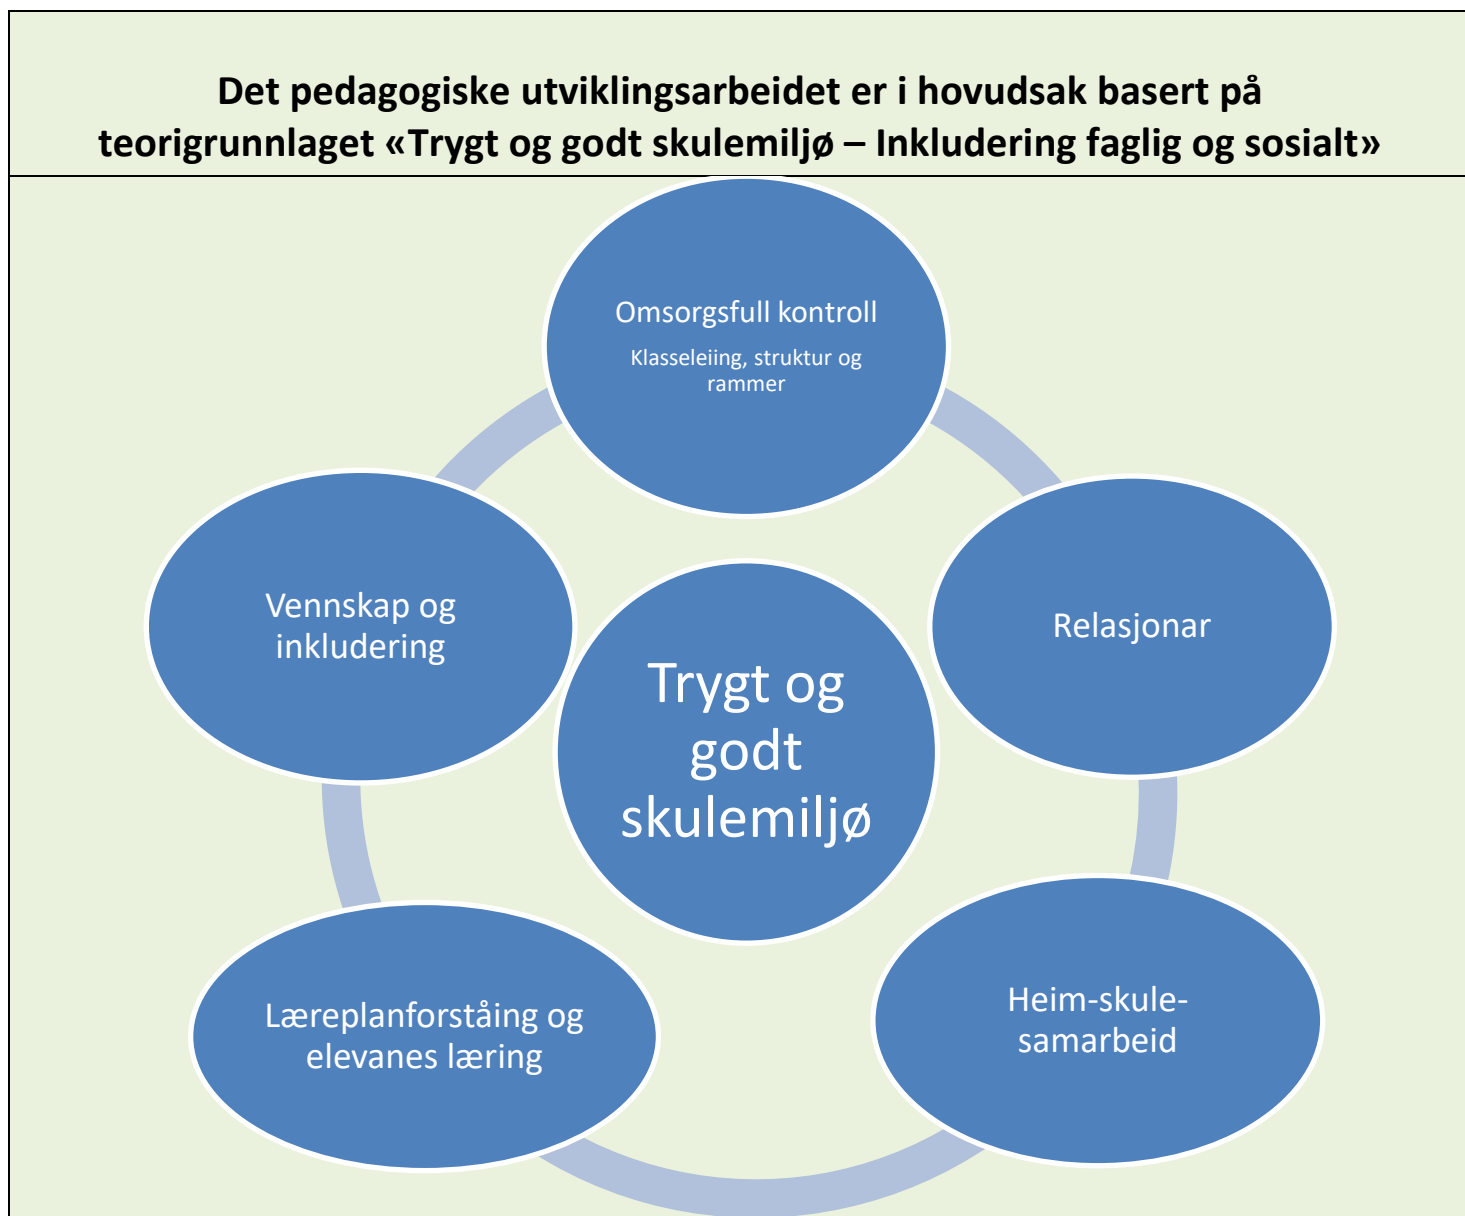 Det pedagogiske utviklingsarbeidet er i hovudsak basert på
teorigrunnlaget «Trygt og godt skulemiljø – Inkludering faglig og sosialt»
Omsorgsfull kontroll
Klasseleiing, struktur og
rammer
Vennskap og
inkludering
Relasjonar
Trygt og
godt
skulemiljø
Læreplanforståing og
elevanes læring
Heim-skule-
samarbeid